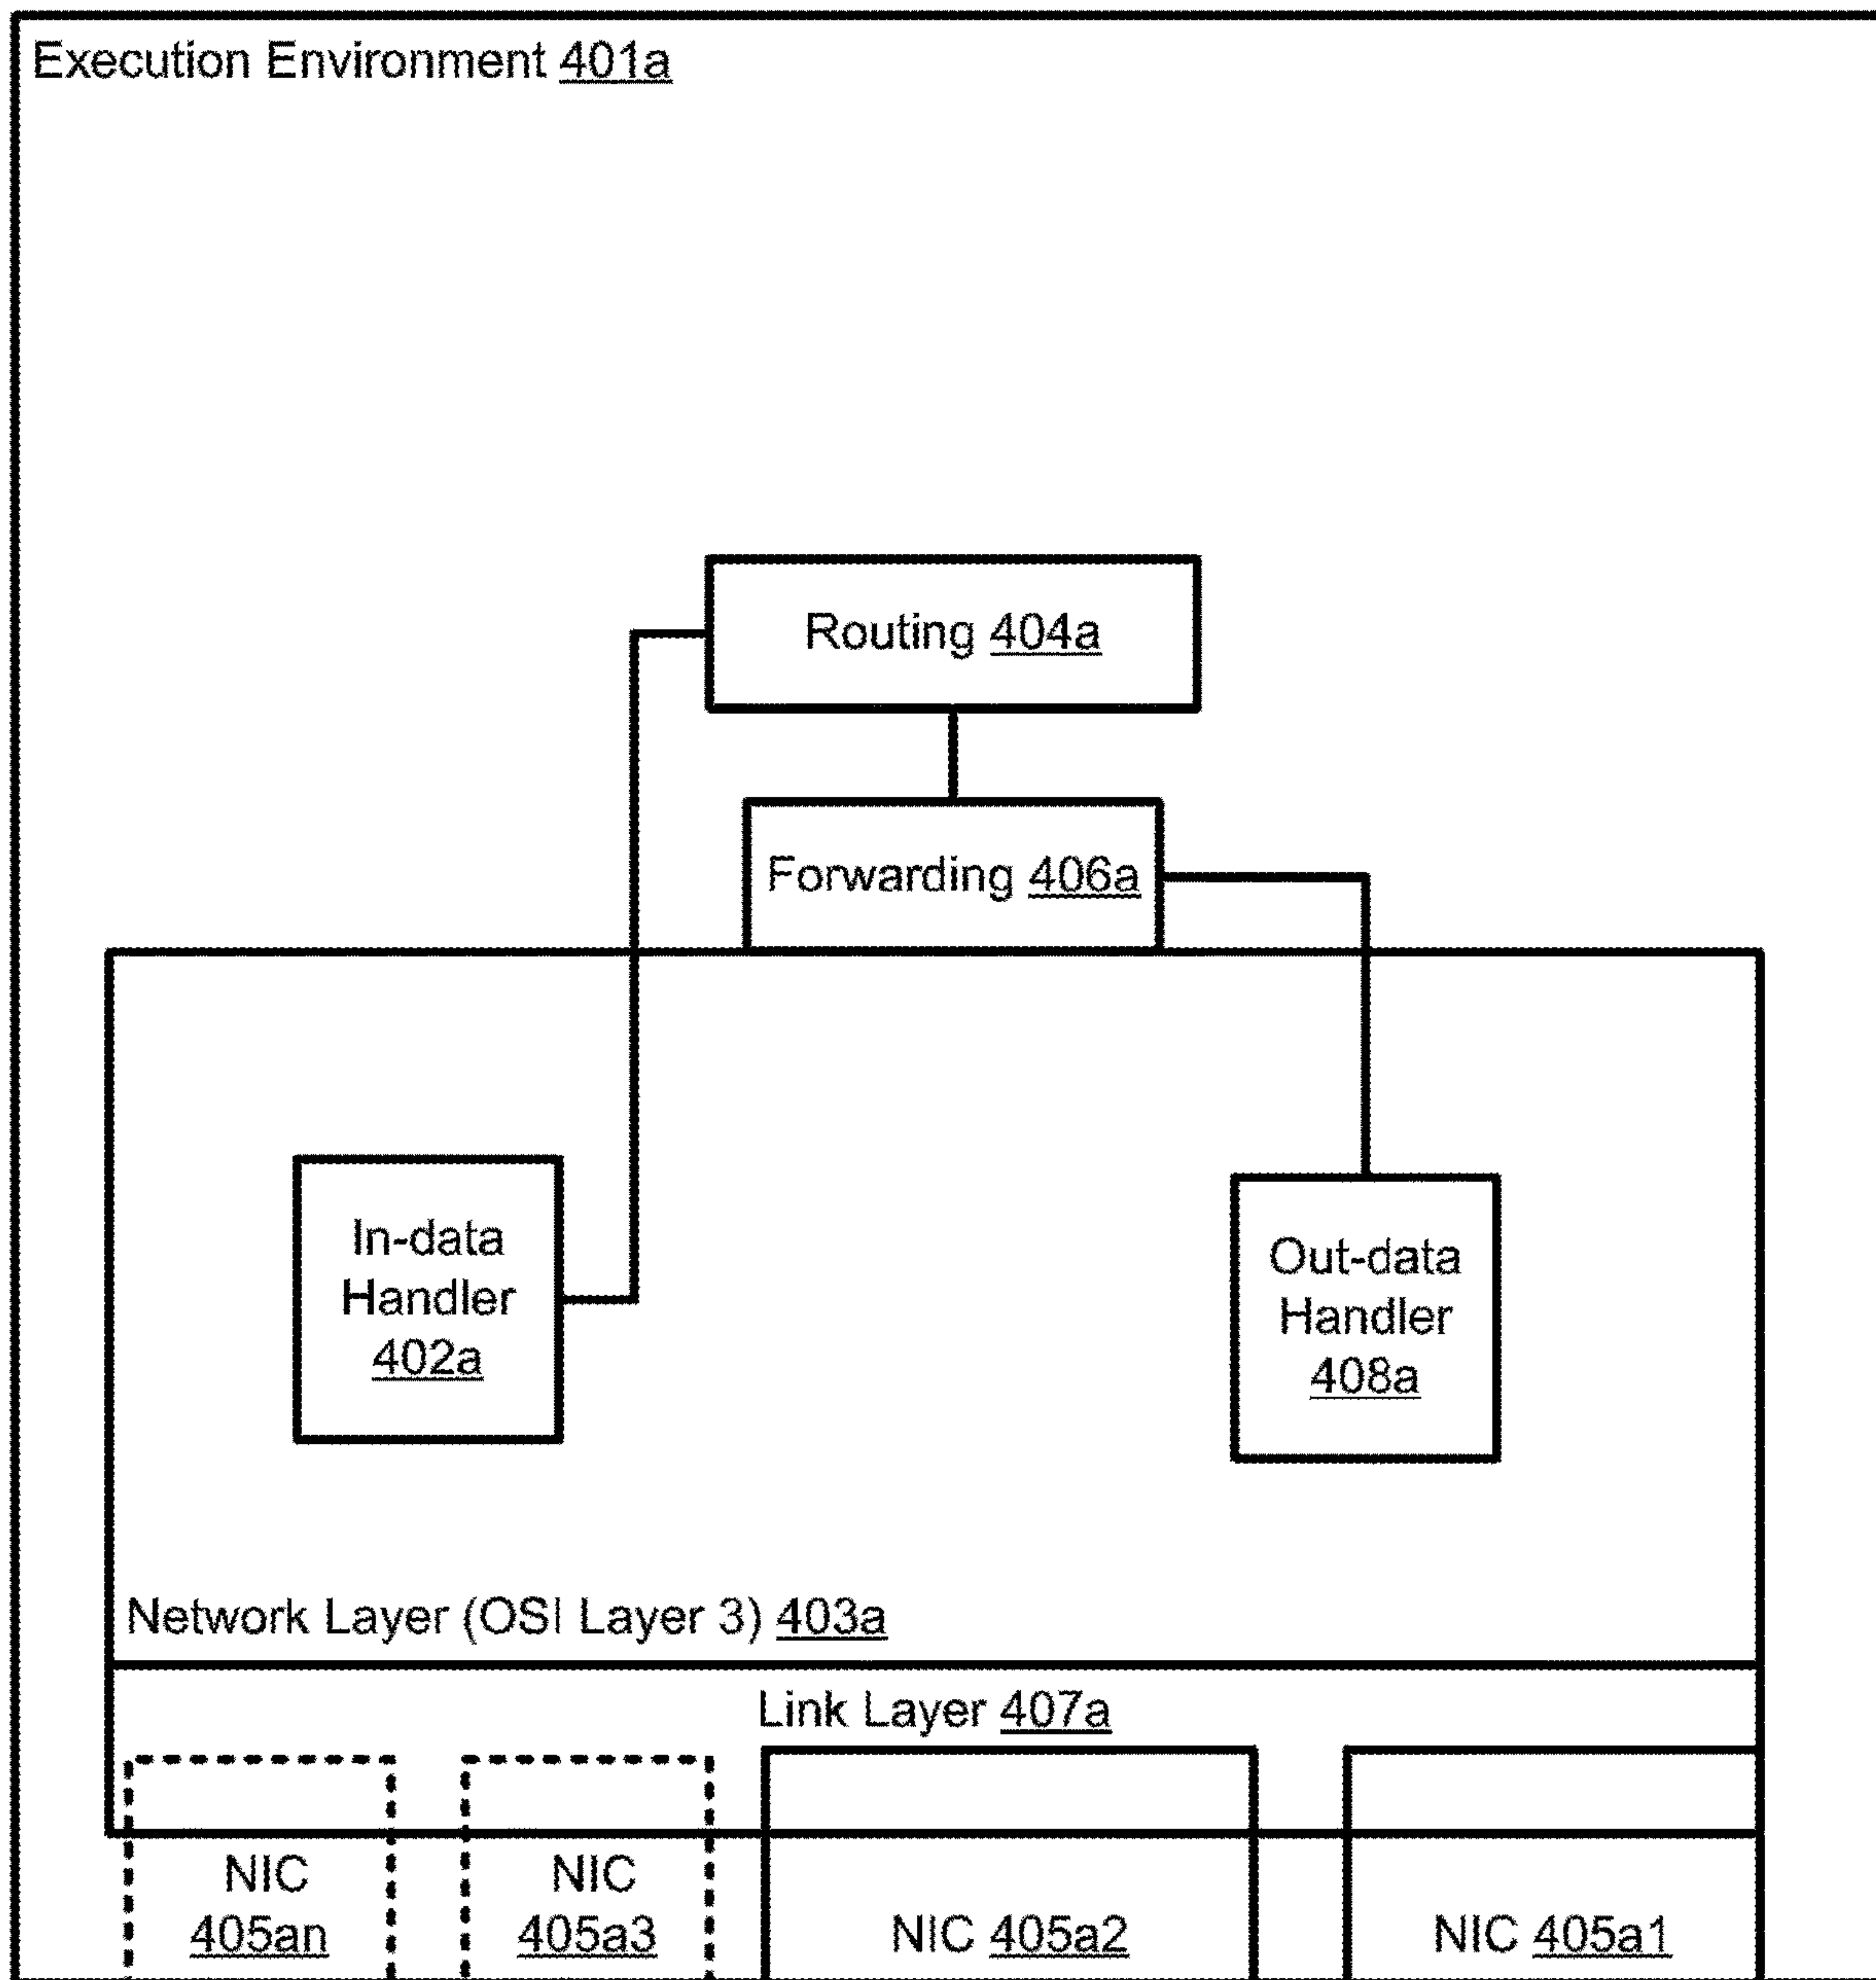 Execution Environment 401a
Routing 404a
Forwarding 406a
In-data
Handler
402a
Out-data
Handler
408a
Network Layer (OSI Layer 3) 403a
Link Layer 407a
NIC
405an
NIC
405a3
NIC 405a2
NIC 405a1